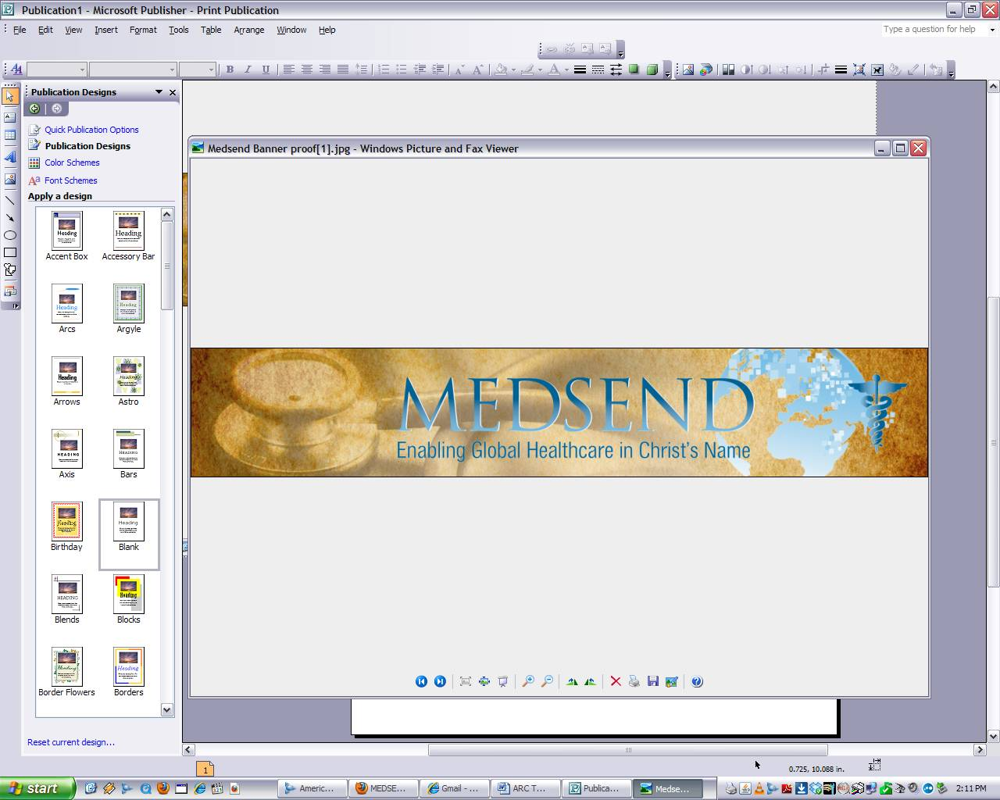 Publication1 - Microsoft Publisher - Print Publication
File Edit View Insert Format Tools Table Arrange Window Help
Type a question for help
Publication Designs
Quick Publication Options
Publication Designs
Color Schemes
Font Schemes
Apply a design
Heading Heading
Accent Box Accessory Bar
Heading Heading
Arcs Argyle
Heading Heading
Arrows Astro
HEADING HEADING
Axis Bars
Heading Heading
Birthday Blank
HEADING Heading
Blends Blocks
Heading Heading
Border Flowers Borders
Reset current design...
Medsend Banner proof[1].jpg - Windows Picture and Fax Viewer
MEDSEND
Enabling Global Healthcare in Christ's Name
1
0.725, 10.088 in.
start
Americ...
MEDSE...
Gmail - ...
ARC T...
Publica...
Medse...
2:11 PM